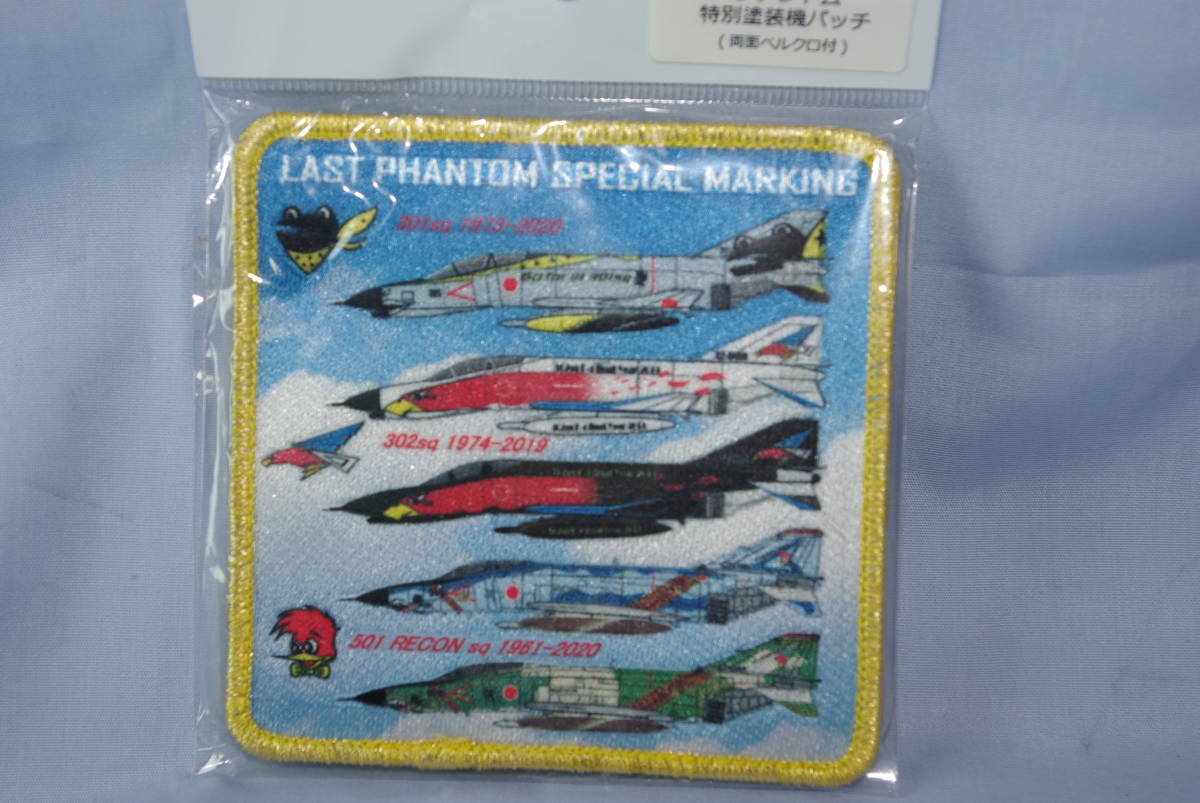 特別塗装機パッチ
(両面ベルクロ付)
LAST PHANTOM SPECIAL MARKING
301sq 1973-2020
302sq 1974-2019
501 RECON sq 1961-2020